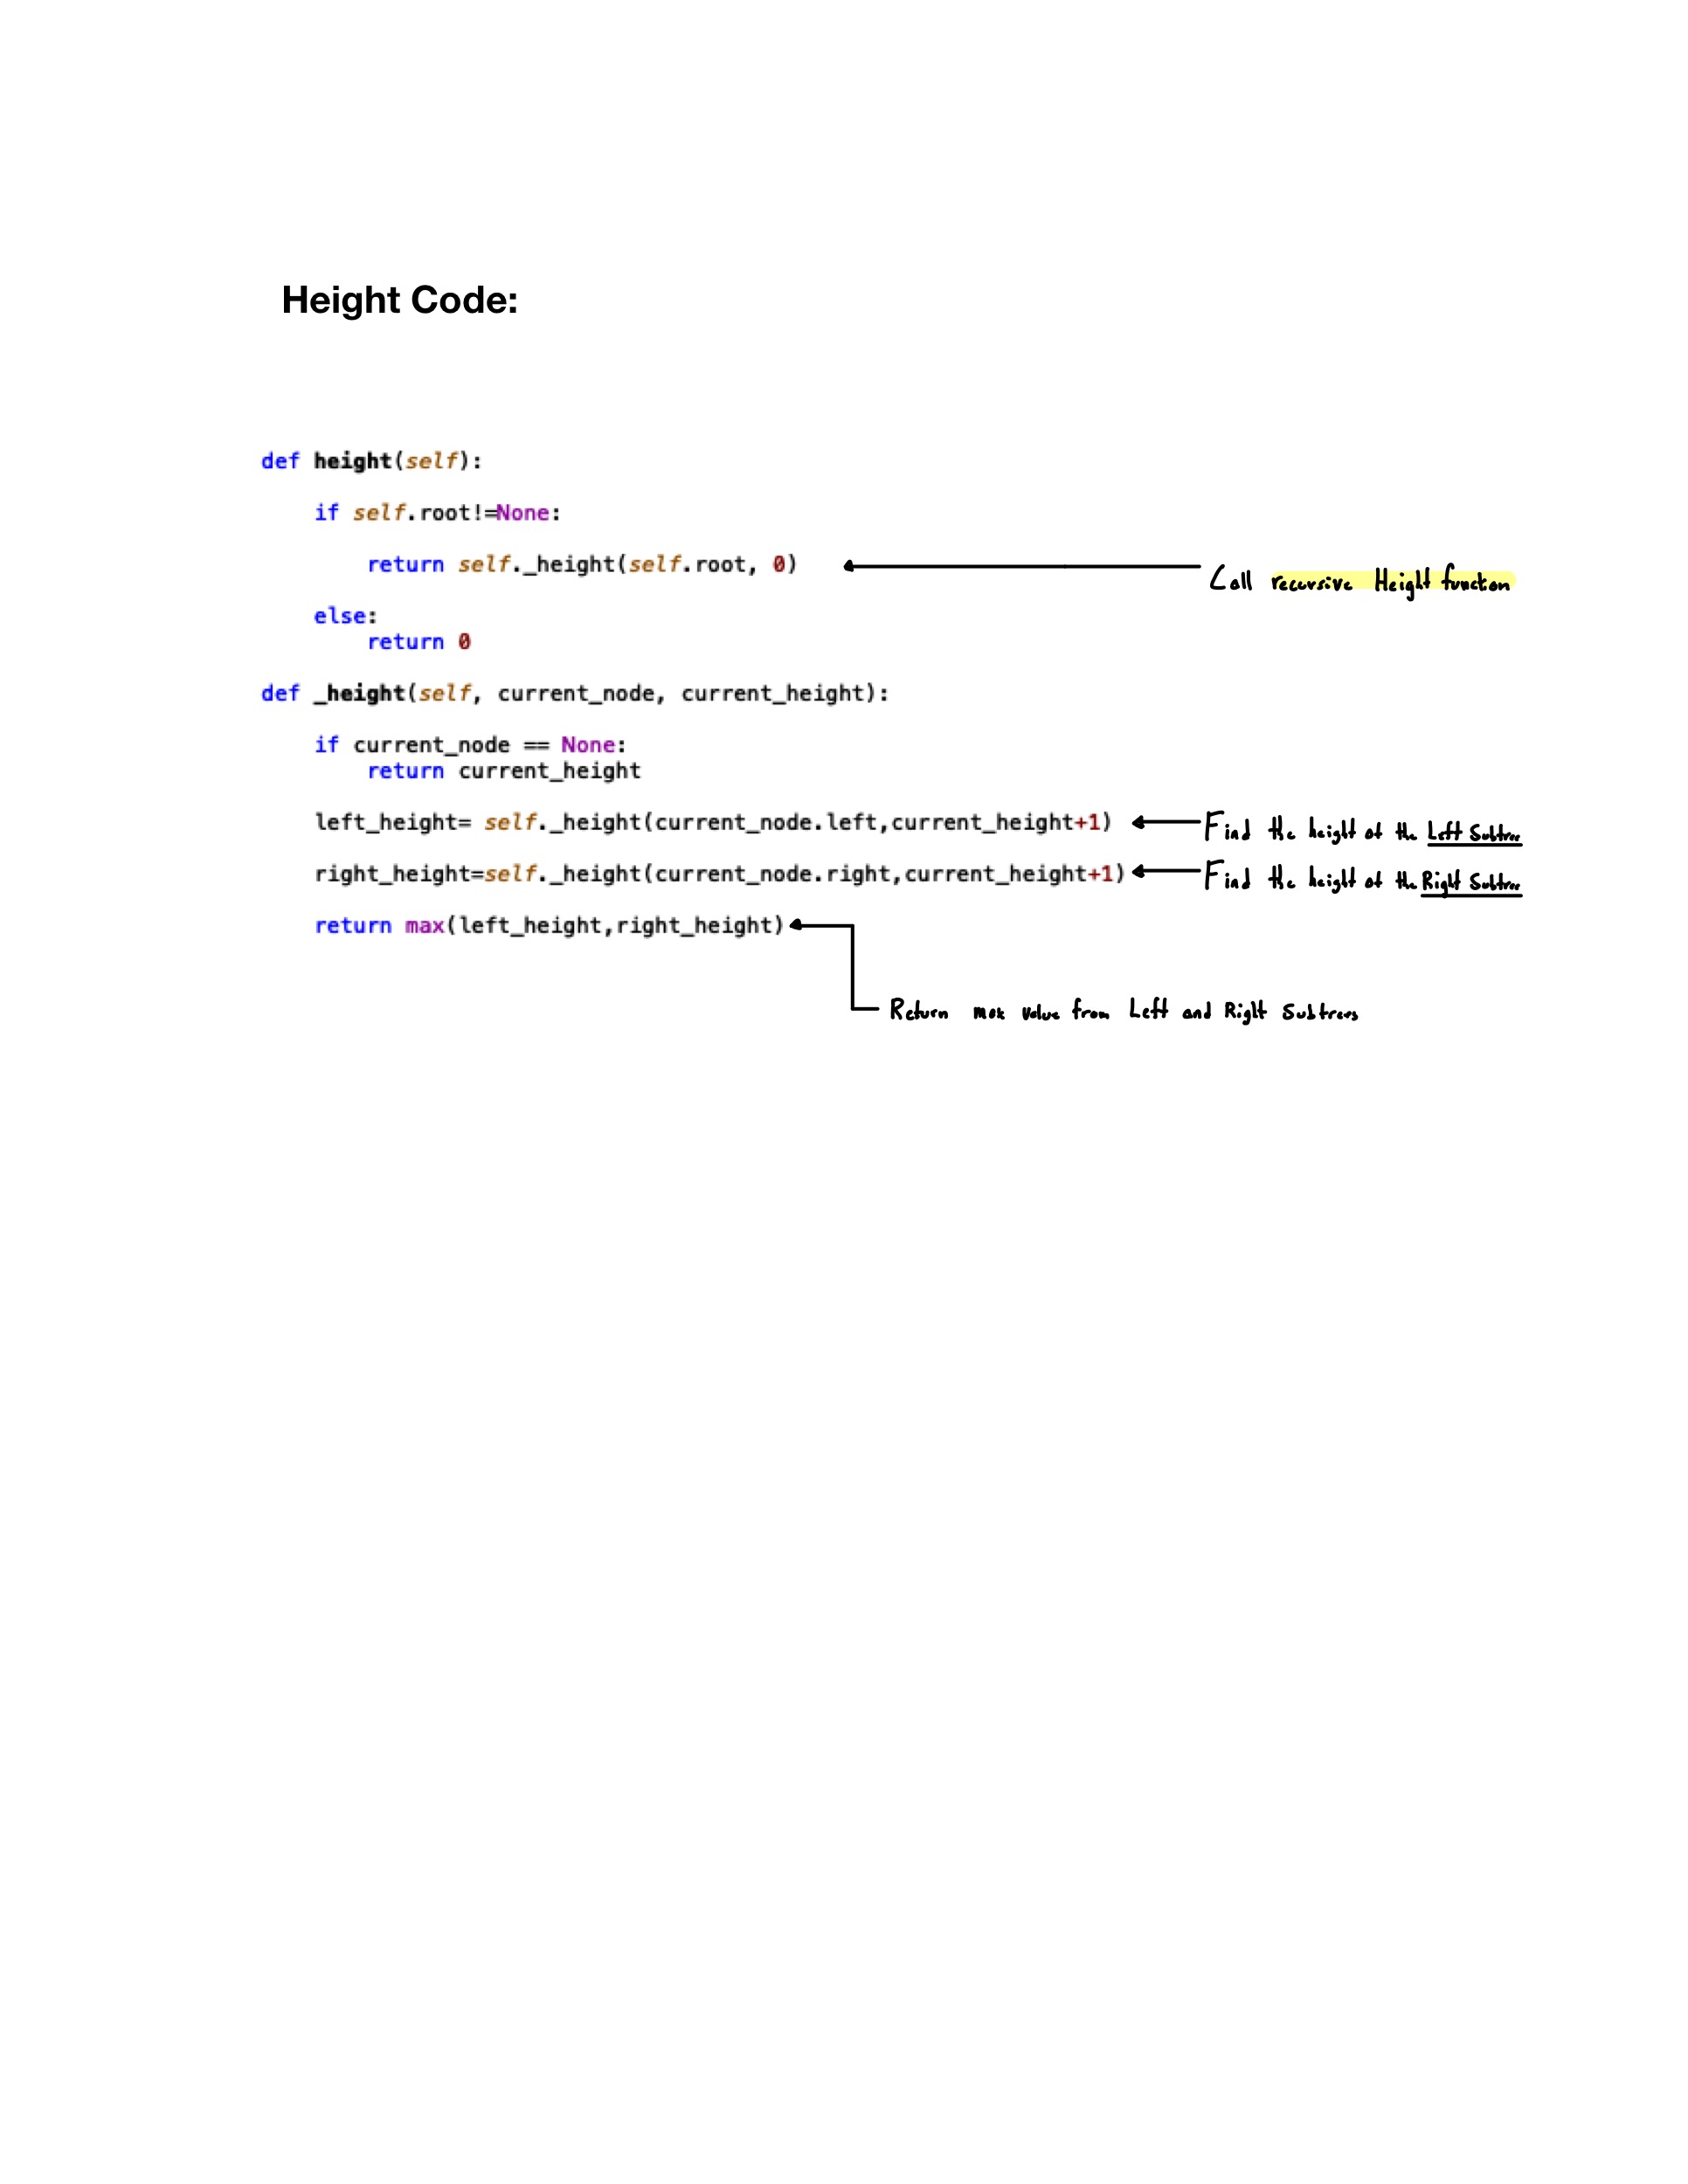 Height Code:
def height(self):
if self.root!=None:
return self._height(self.root, 0)
Call recursive Height function
else:
return 0
def _height(self, current_node, current_height):
if current_node == None:
return current_height
left_height= self._height(current_node.left,current_height+1)
Find the height of the Left Subtree
right_height=self._height(current_node.right,current_height+1)
Find the height of the Right Subtree
return max(left_height,right_height)
Return max value from Left and Right Subtrees